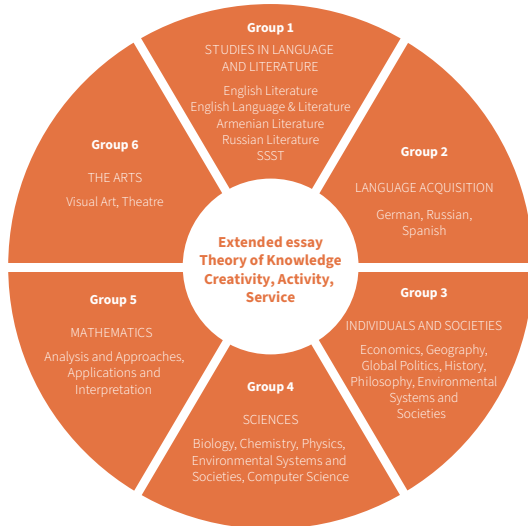 Group 1
STUDIES IN LANGUAGE
AND LITERATURE
English Literature
English Language & Literature
Armenian Literature
Russian Literature
SSST
Group 2
LANGUAGE ACQUISITION
German, Russian,
Spanish
Group 3
INDIVIDUALS AND SOCIETIES
Economics, Geography,
Global Politics, History,
Philosophy, Environmental
Systems and
Societies
Group 4
SCIENCES
Biology, Chemistry, Physics,
Environmental Systems and
Societies, Computer Science
Group 5
MATHEMATICS
Analysis and Approaches,
Applications and
Interpretation
Group 6
THE ARTS
Visual Art, Theatre
Extended essay
Theory of Knowledge
Creativity, Activity,
Service